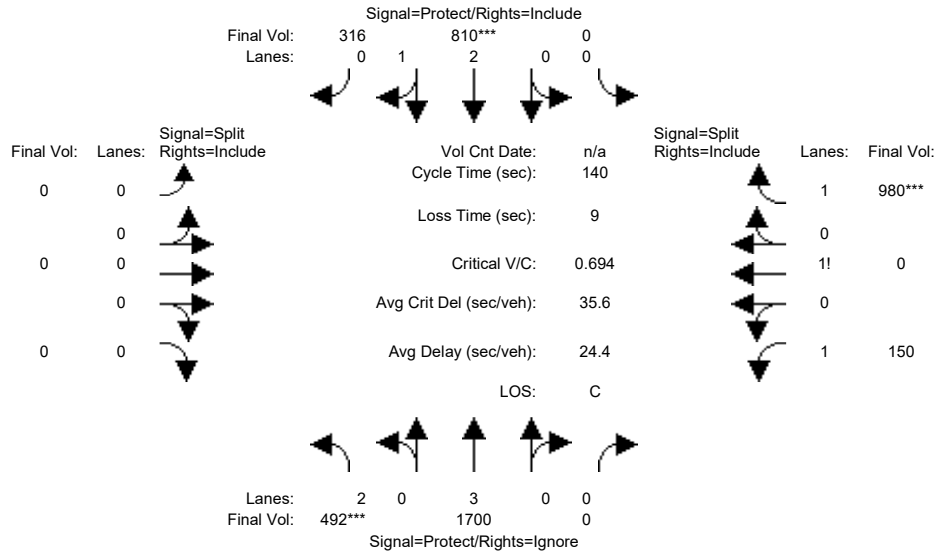 Signal=Protect/Rights=Include
Final Vol: 316 810*** 0
Lanes: 0 1 2 0 0
Signal=Split
Final Vol: Lanes: Rights=Include
Vol Cnt Date: n/a
Signal=Split
Rights=Include Lanes: Final Vol:
Cycle Time (sec): 140
0 0
1 980***
Loss Time (sec): 9
0
0
0 0
Critical V/C: 0.694
1! 0
0
Avg Crit Del (sec/veh): 35.6
0
0 0
Avg Delay (sec/veh): 24.4
1 150
LOS: C
Lanes: 2 0 3 0 0
Final Vol: 492*** 1700 0
Signal=Protect/Rights=Ignore